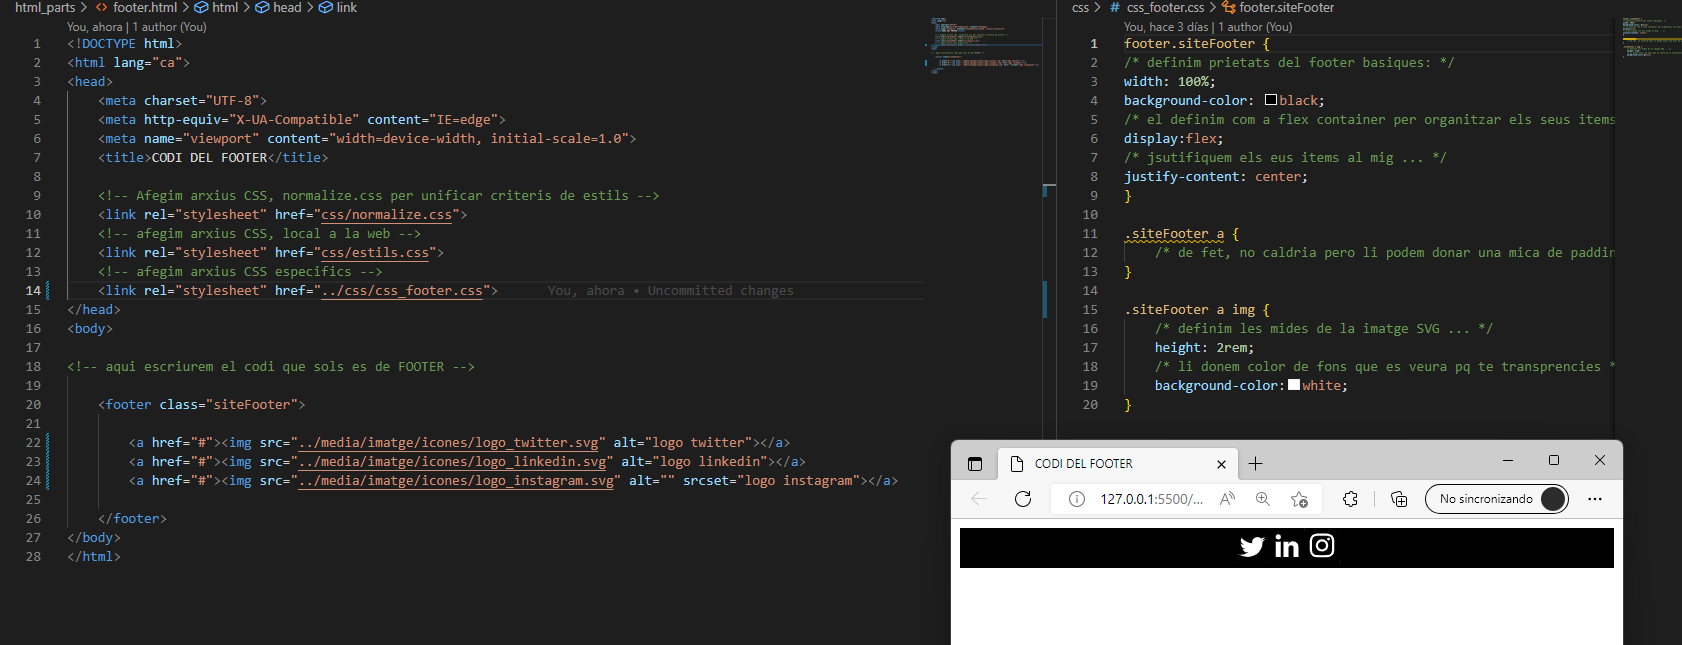 html_parts > <> footer.html > html > head > link
You, ahora | 1 author (You)
1 <!DOCTYPE html>
2 <html lang="ca">
3 <head>
4 <meta charset="UTF-8">
5 <meta http-equiv="X-UA-Compatible" content="IE=edge">
6 <meta name="viewport" content="width=device-width, initial-scale=1.0">
7 <title>CODI DEL FOOTER</title>
8
9 <!-- Afegim arxius CSS, normalize.css per unificar criteris de estils -->
10 <link rel="stylesheet" href="css/normalize.css">
11 <!-- afegim arxius CSS, local a la web -->
12 <link rel="stylesheet" href="css/estils.css">
13 <!-- afegim arxius CSS especifics -->
14 <link rel="stylesheet" href="../css/css_footer.css"> You, ahora • Uncommitted changes
15 </head>
16 <body>
17
18 <!-- aqui escriurem el codi que sols es de FOOTER -->
19
20 <footer class="siteFooter">
21
22 <a href="#"><img src="../media/imatge/icones/logo_twitter.svg" alt="logo twitter"></a>
23 <a href="#"><img src="../media/imatge/icones/logo_linkedin.svg" alt="logo linkedin"></a>
24 <a href="#"><img src="../media/imatge/icones/logo_instagram.svg" alt="" srcset="logo instagram"></a>
25
26 </footer>
27 </body>
28 </html>
css > # css_footer.css > footer.siteFooter
You, hace 3 días | 1 author (You)
1 footer.siteFooter {
2 /* definim prietats del footer basiques: */
3 width: 100%;
4 background-color: black;
5 /* el definim com a flex container per organitzar els seus items
6 display:flex;
7 /* jsutifiquem els eus items al mig ... */
8 justify-content: center;
9 }
10
11 .siteFooter a {
12 /* de fet, no caldria pero li podem donar una mica de paddin
13 }
14
15 .siteFooter a img {
16 /* definim les mides de la imatge SVG ... */
17 height: 2rem;
18 /* li donem color de fons que es veura pq te transprencies *
19 background-color: white;
20 }
CODI DEL FOOTER
127.0.0.1:5500/...
No sincronizando
in